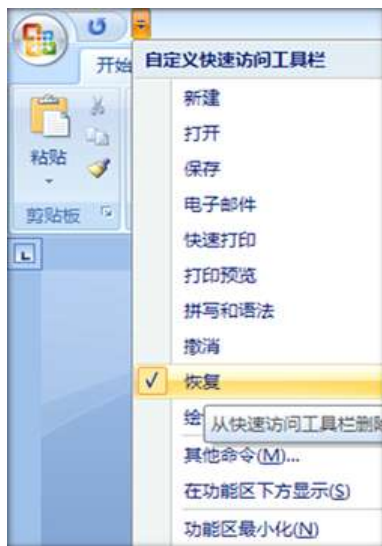 开始
自定义快速访问工具栏
新建
打开
保存
电子邮件
快速打印
打印预览
拼写和语法
撤消
恢复
绘
从快速访问工具栏删
其他命令(M)...
在功能区下方显示(S)
功能区最小化(N)
粘贴
剪贴板